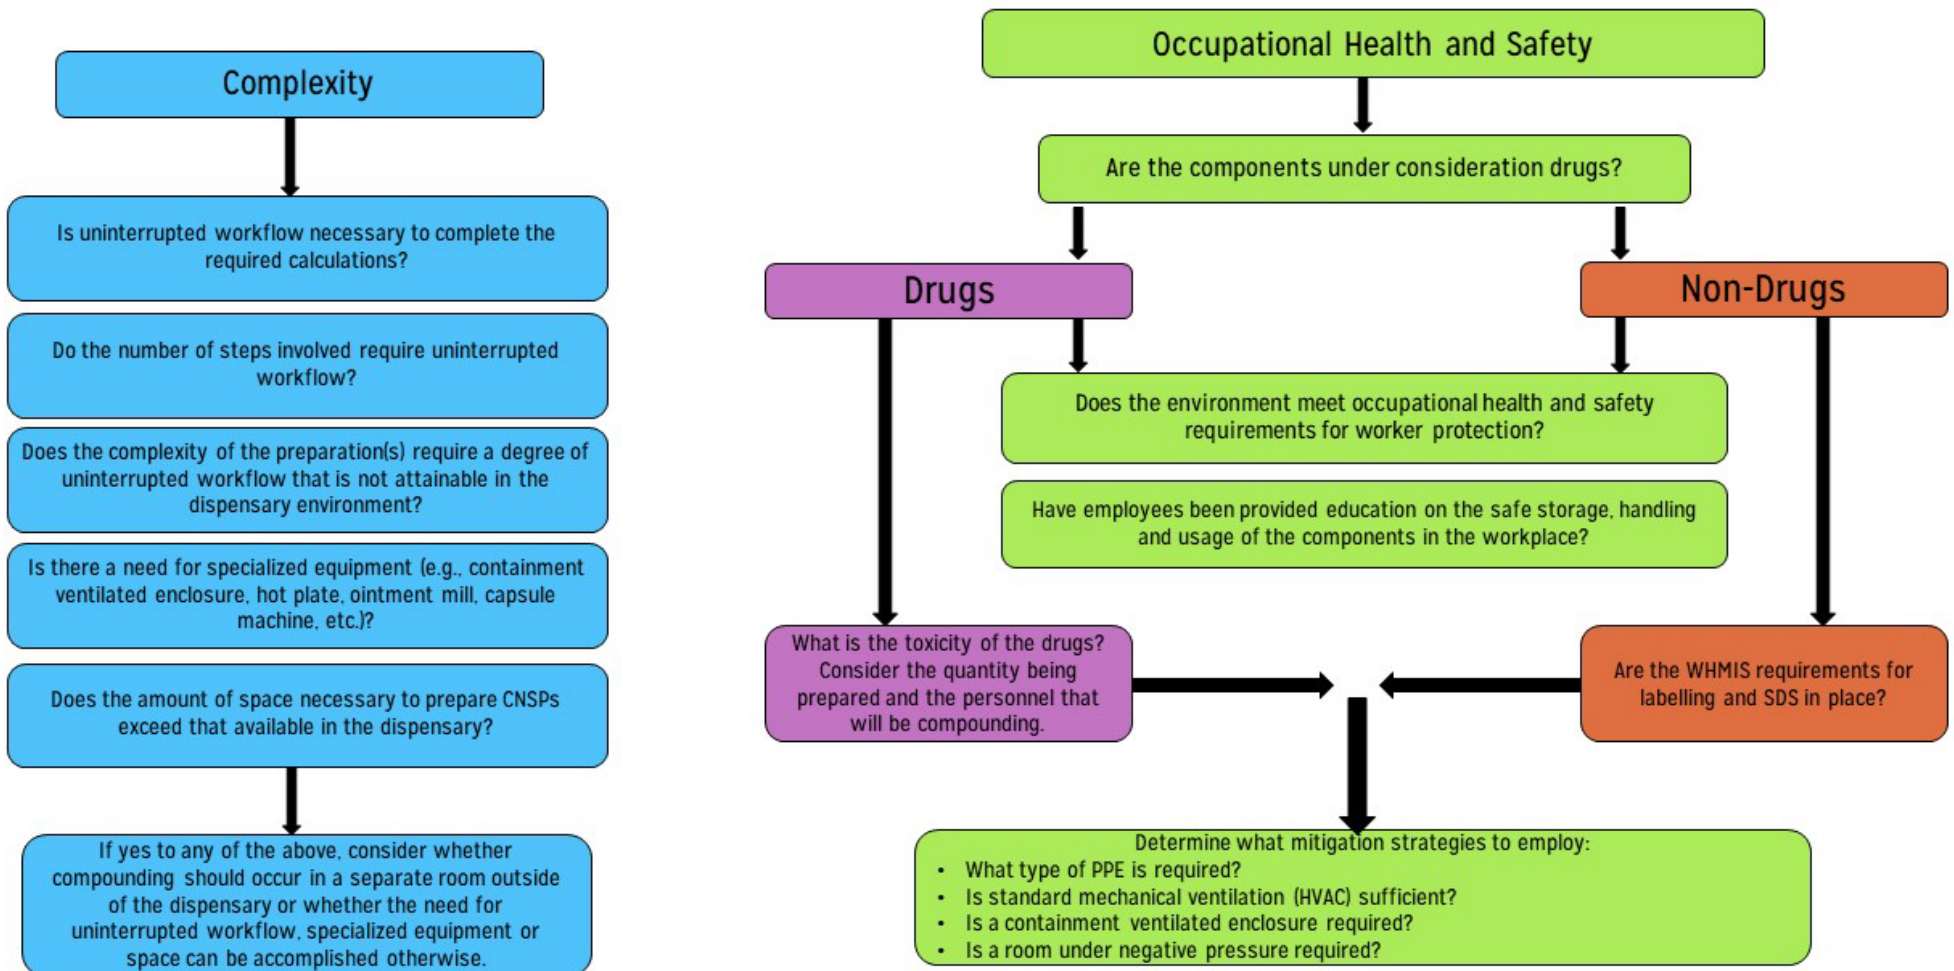 Complexity
Is uninterrupted workflow necessary to complete the
required calculations?
Do the number of steps involved require uninterrupted
workflow?
Does the complexity of the preparation(s) require a degree of
uninterrupted workflow that is not attainable in the
dispensary environment?
Is there a need for specialized equipment (e.g., containment
ventilated enclosure, hot plate, ointment mill, capsule
machine, etc.)?
Does the amount of space necessary to prepare CNSPs
exceed that available in the dispensary?
If yes to any of the above, consider whether
compounding should occur in a separate room outside
of the dispensary or whether the need for
uninterrupted workflow, specialized equipment or
space can be accomplished otherwise.
Occupational Health and Safety
Are the components under consideration drugs?
Drugs
Non-Drugs
Does the environment meet occupational health and safety
requirements for worker protection?
Have employees been provided education on the safe storage, handling
and usage of the components in the workplace?
What is the toxicity of the drugs?
Consider the quantity being
prepared and the personnel that
will be compounding.
Are the WHMIS requirements for
labelling and SDS in place?
Determine what mitigation strategies to employ:
• What type of PPE is required?
• Is standard mechanical ventilation (HVAC) sufficient?
• Is a containment ventilated enclosure required?
• Is a room under negative pressure required?